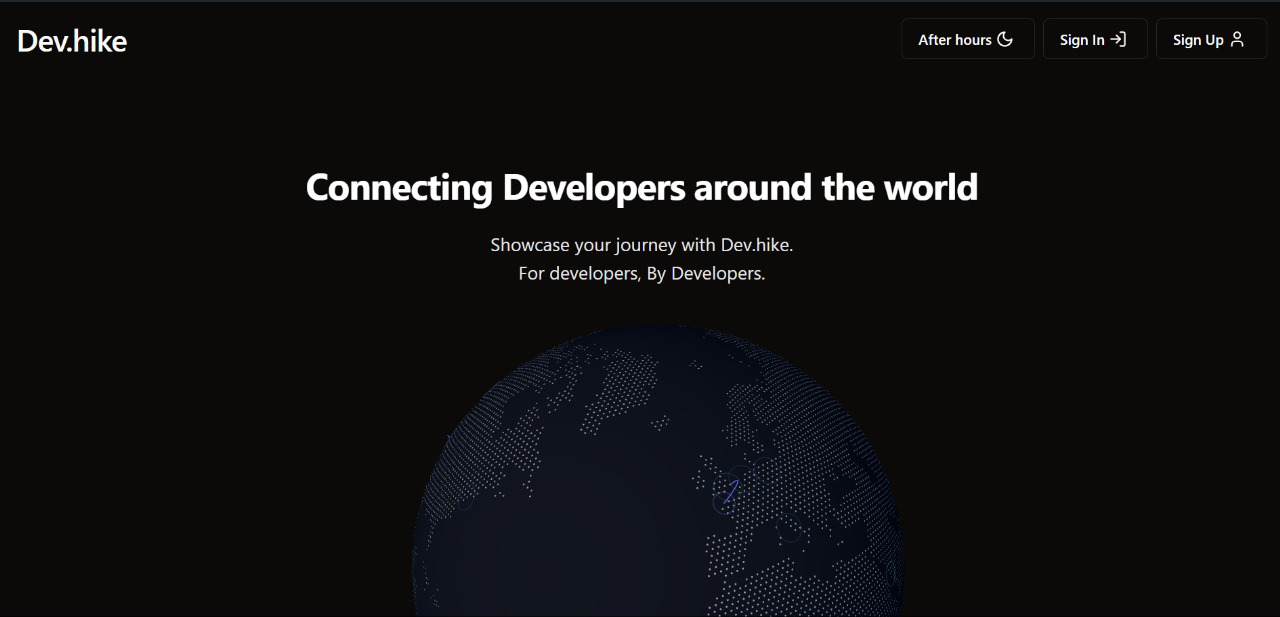 Dev.hike
After hours
Sign In
Sign Up
Connecting Developers around the world
Showcase your journey with Dev.hike.
For developers, By Developers.